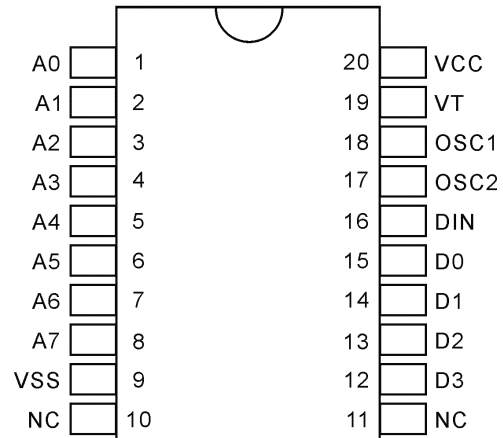 A0 1 20 VCC
A1 2 19 VT
A2 3 18 OSC1
A3 4 17 OSC2
A4 5 16 DIN
A5 6 15 D0
A6 7 14 D1
A7 8 13 D2
VSS 9 12 D3
NC 10 11 NC